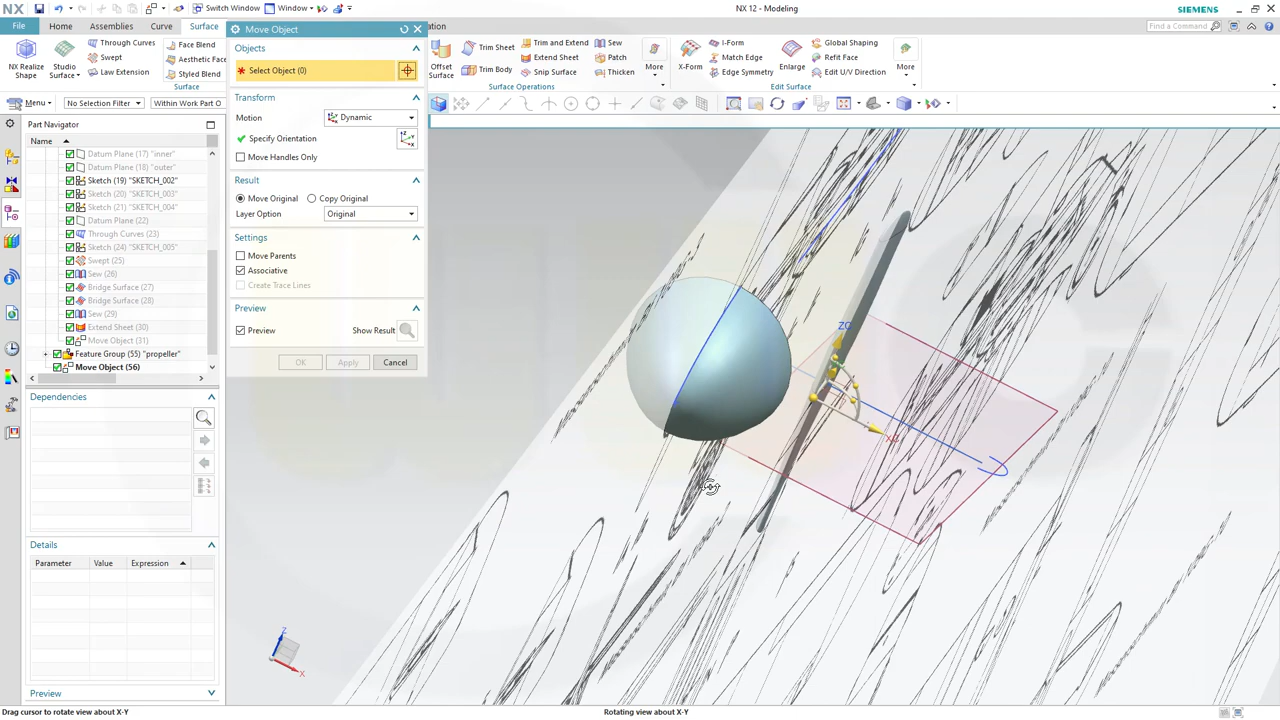 Switch Window Window NX 12 - Modeling SIEMENS
File Home Assemblies Curve Surface Find a Command
NX Realize Shape
Studio Surface
Through Curves
Swept
Law Extension
Face Blend
Styled Blend
Surface
Offset Surface
Trim Sheet
Trim Body
Trim and Extend
Extend Sheet
Snip Surface
Sew
Patch
Thicken
More
Surface Operations
X-Form
I-Form
Match Edge
Edge Symmetry
Enlarge
Global Shaping
Refit Face
Edit U/V Direction
More
Edit Surface
Menu No Selection Filter Within Work Part O
Part Navigator
Name
Datum Plane (17) "inner"
Datum Plane (18) "outer"
Sketch (19) "SKETCH_002"
Sketch (20) "SKETCH_003"
Sketch (21) "SKETCH_004"
Datum Plane (22)
Through Curves (23)
Sketch (24) "SKETCH_005"
Swept (25)
Sew (26)
Bridge Surface (27)
Bridge Surface (28)
Sew (29)
Extend Sheet (30)
Move Object (31)
Feature Group (55) "propeller"
Move Object (56)
Dependencies
Details
Parameter Value Expression
Preview
Move Object
Objects
* Select Object (0)
Transform
Motion Dynamic
Specify Orientation
Move Handles Only
Result
Move Original Copy Original
Layer Option Original
Settings
Move Parents
Associative
Create Trace Lines
Preview
Preview Show Result
OK Apply Cancel
Z
X
Drag cursor to rotate view about X-Y Rotating view about X-Y